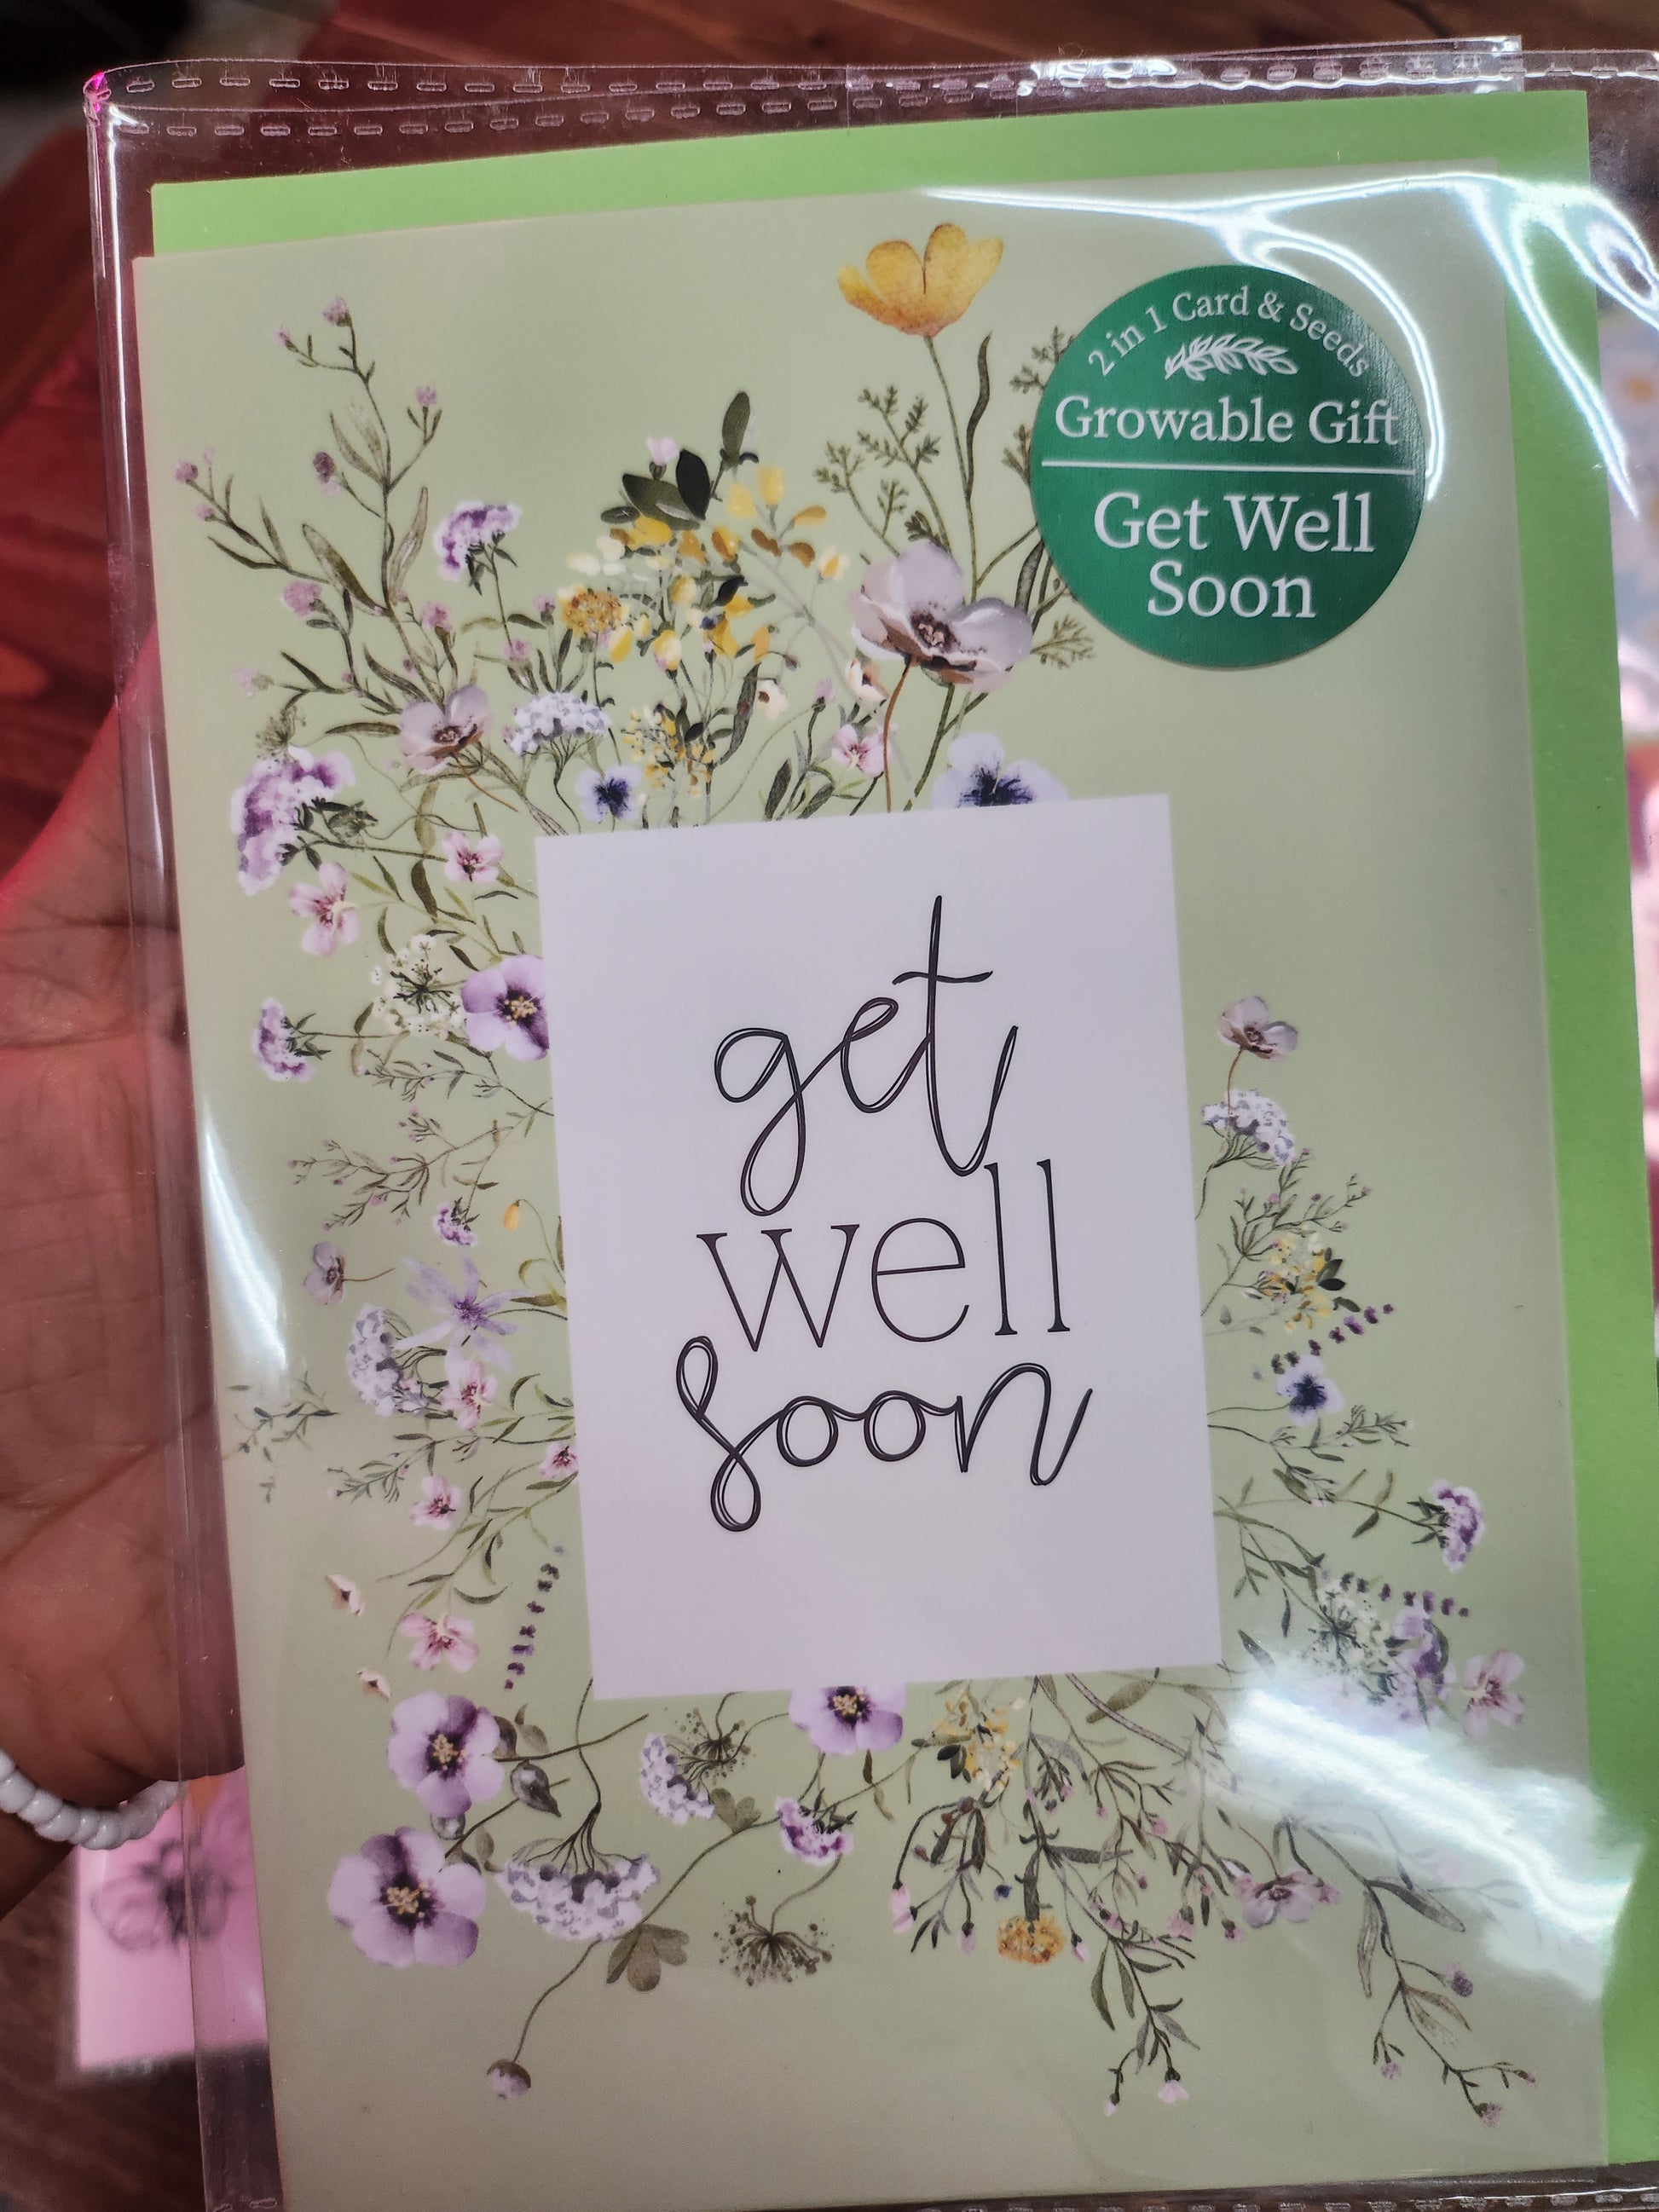 2 in 1 Card & Seeds
Growable Gift
Get Well
Soon
get
well
soon